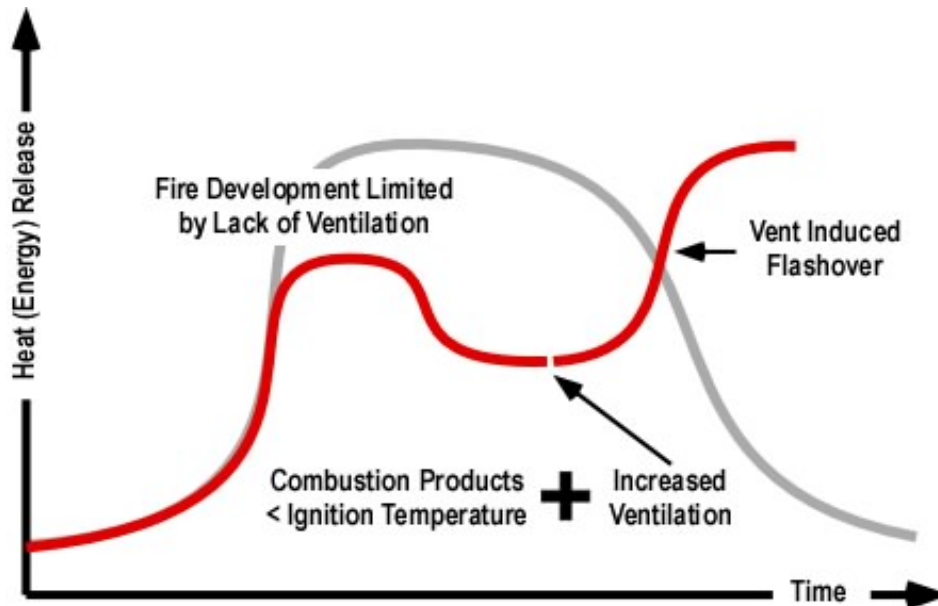 Heat (Energy) Release
Fire Development Limited
by Lack of Ventilation
Vent Induced
Flashover
Combustion Products
< Ignition Temperature
+
Increased
Ventilation
Time